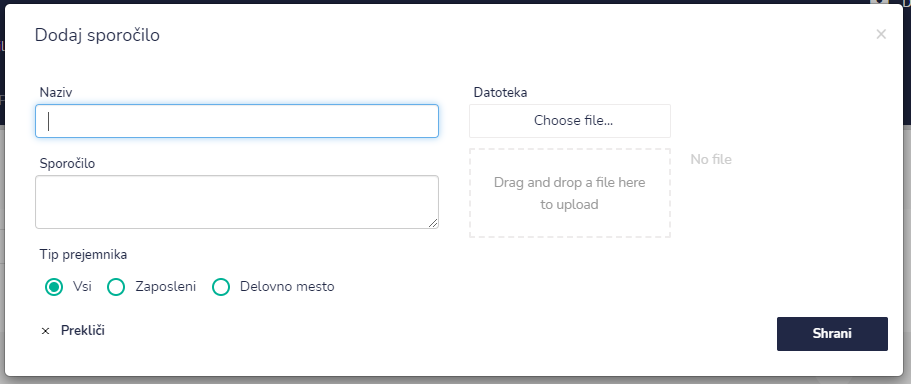 Dodaj sporočilo
×
Naziv
Sporočilo
Tip prejemnika
Vsi Zaposleni Delovno mesto
Datoteka
Choose file...
Drag and drop a file here
to upload
No file
× Prekliči
Shrani